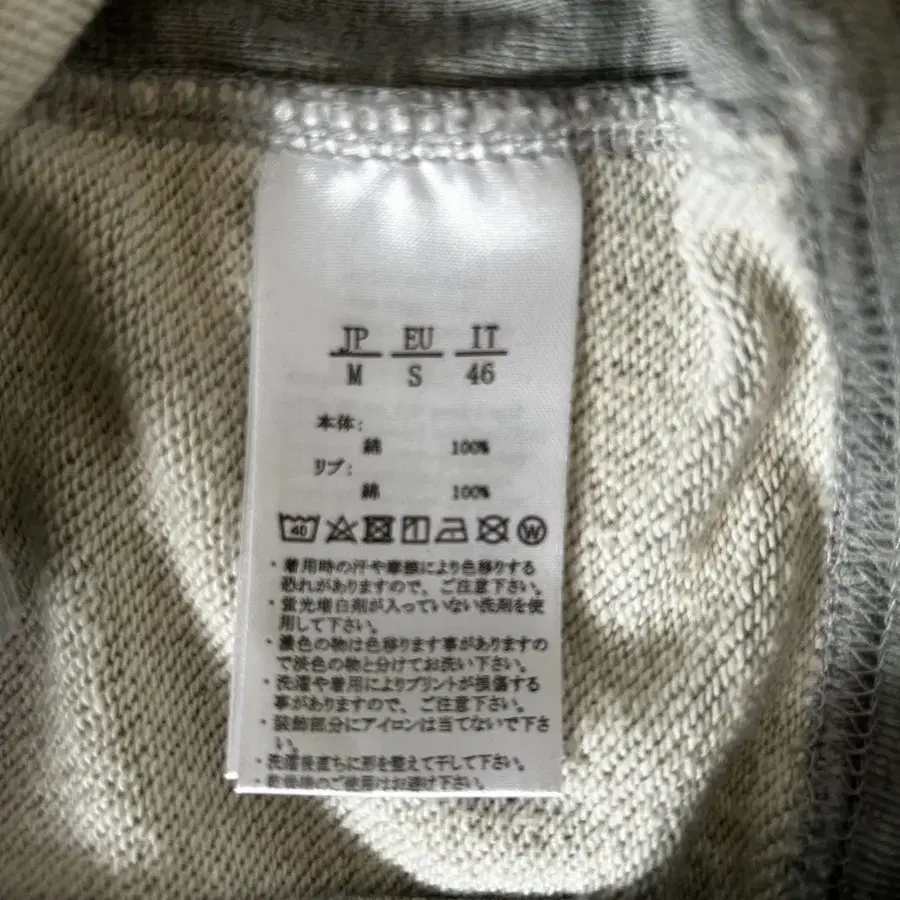 JP EU IT
M S 46
本体:
綿 100%
リブ:
綿 100%
40 W
・着用時の汗や摩擦により色移りする
恐れがありますので、ご注意下さい。
・蛍光増白剤が入っていない洗剤を使
用して下さい。
・濃色の物は色移ります事がありますの
で淡色の物と分けてお洗い下さい。
・洗濯や着用によりプリントが損傷する
事がありますので、ご注意下さい。
・装飾部分にアイロンは当てないで下さ
い。
・洗濯後直ちに形を整えて干して下さい。
のご使用はお避け下さい。